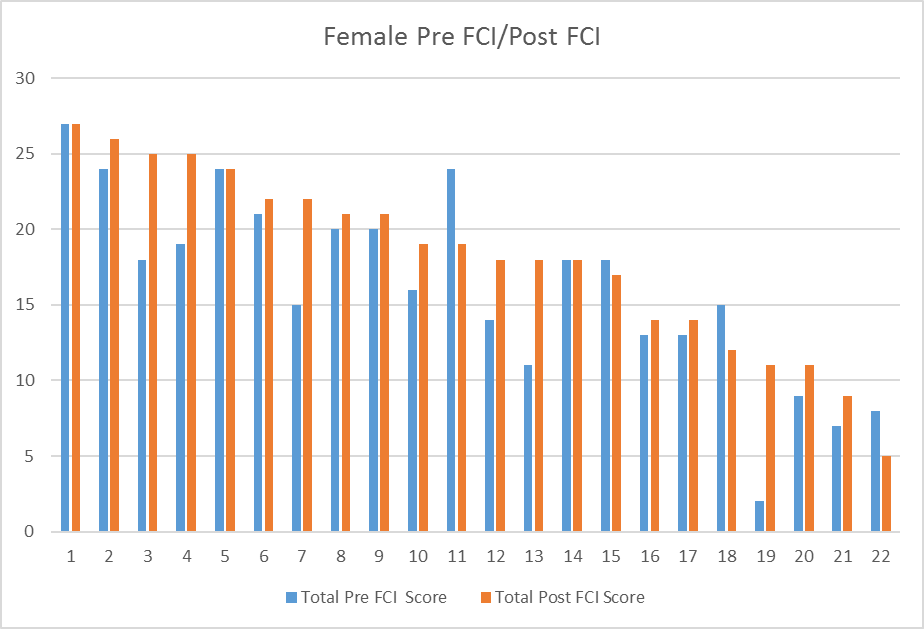 Female Pre FCI/Post FCI
30
25
20
15
10
5
0
1 2 3 4 5 6 7 8 9 10 11 12 13 14 15 16 17 18 19 20 21 22
Total Pre FCI Score Total Post FCI Score